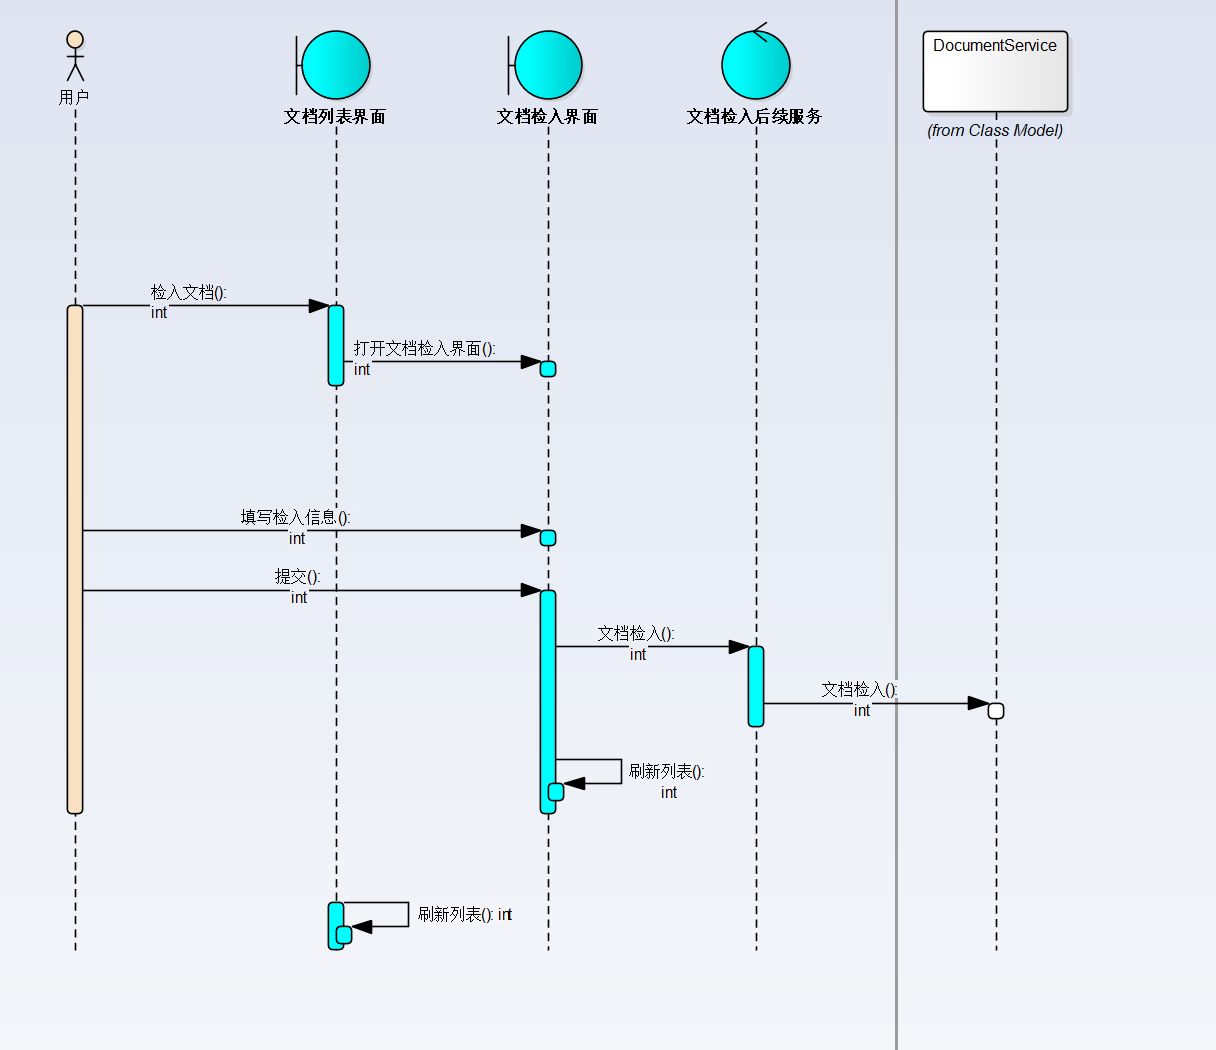 用户
文档列表界面
文档检入界面
文档检入后续服务
DocumentService
(from Class Model)
检入文档():
int
打开文档检入界面():
int
填写检入信息():
int
提交():
int
文档检入():
int
文档检入():
int
刷新列表():
int
刷新列表(): int